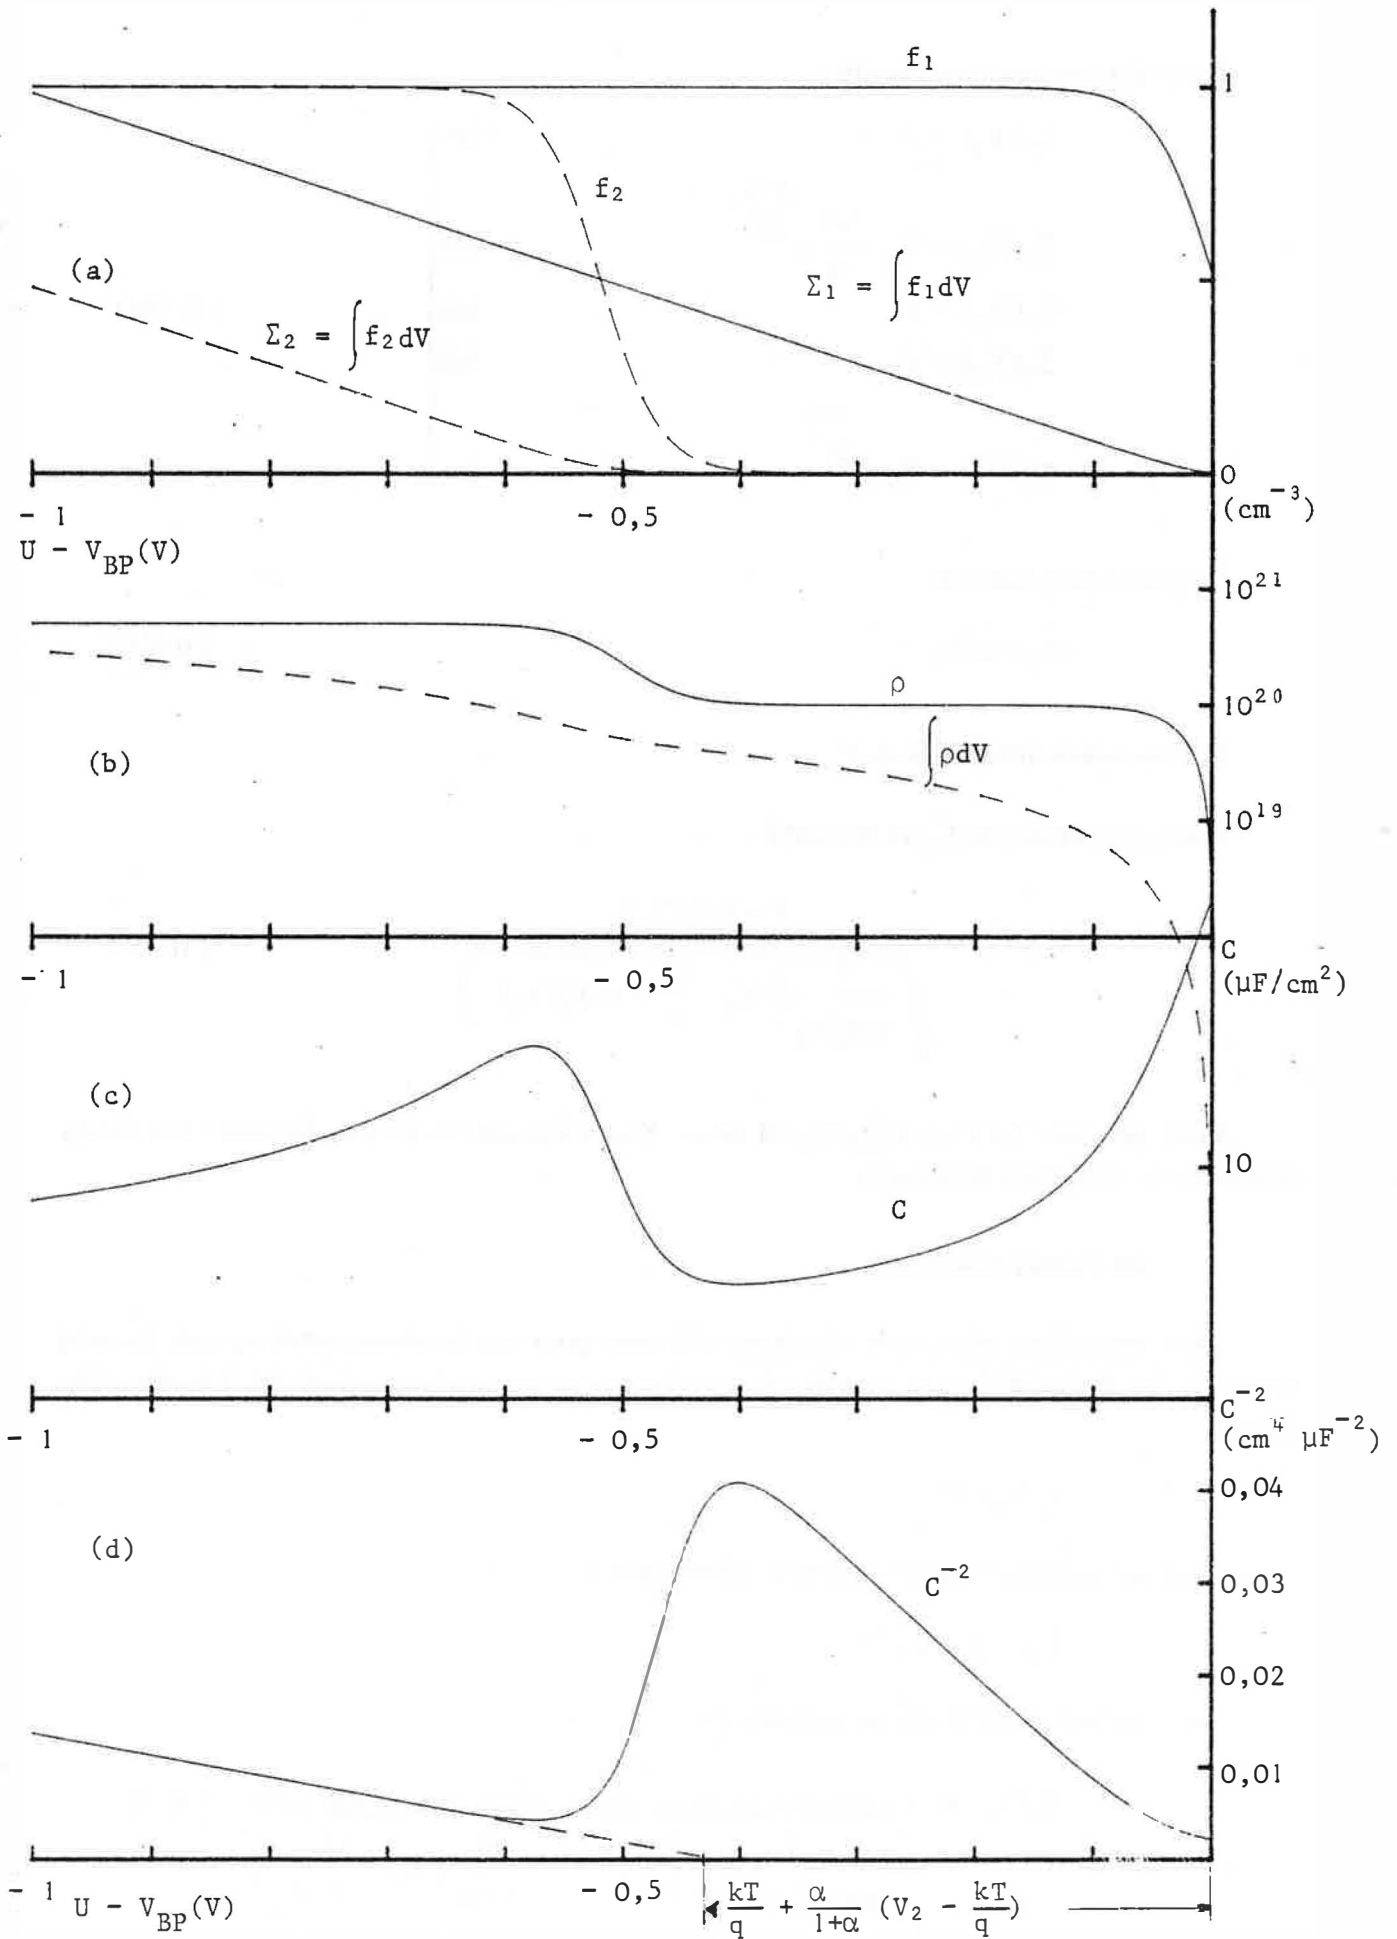 f₁
1
f₂
(a)
Σ₁ = ∫ f₁dV
Σ₂ = ∫ f₂dV
0
- 1
- 0,5
(cm⁻³)
U - V_BP(V)
10²¹
ρ
10²⁰
∫ρdV
(b)
10¹⁹
C
- 1
- 0,5
(μF/cm²)
(c)
10
C
C⁻²
- 1
- 0,5
(cm⁴ μF⁻²)
0,04
(d)
C⁻²
0,03
0,02
0,01
- 1
U - V_BP(V)
- 0,5
kT/q + α/1+α (V₂ - kT/q)